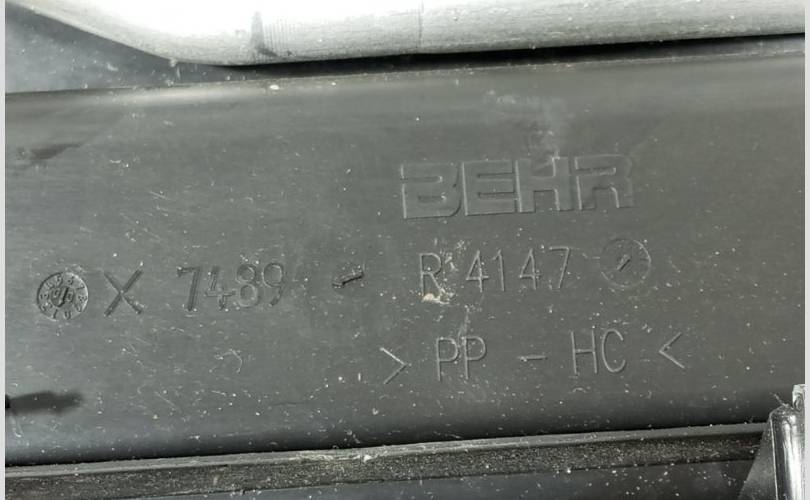 BEHR
X 7489 - R 4147
> PP - HC <